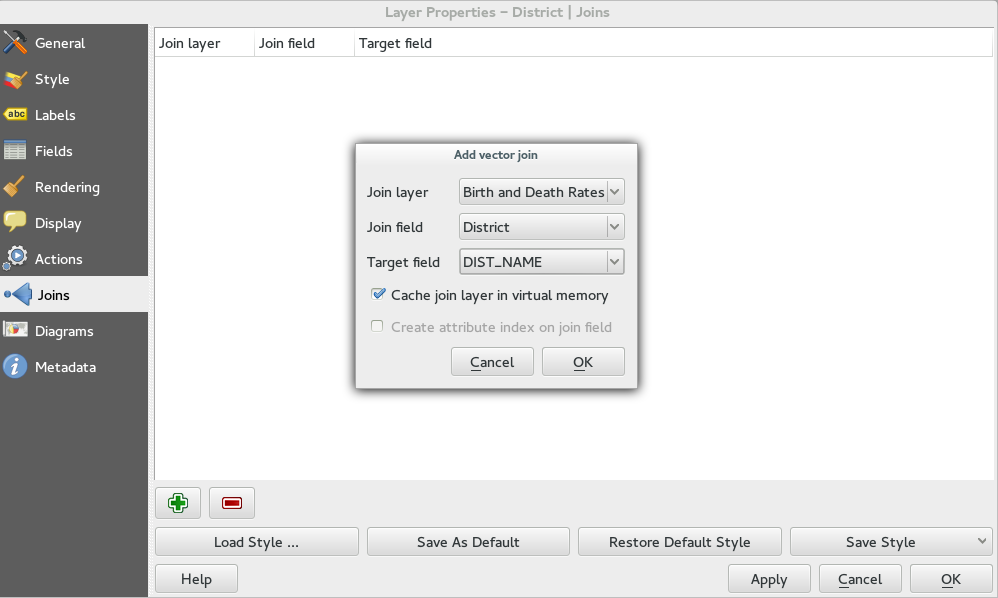 Layer Properties – District | Joins
General
Style
abc Labels
Fields
Rendering
Display
Actions
Joins
Diagrams
Metadata
Join layer Join field Target field
Add vector join
Join layer Birth and Death Rates
Join field District
Target field DIST_NAME
Cache join layer in virtual memory
Create attribute index on join field
Cancel OK
Load Style ... Save As Default Restore Default Style Save Style
Help Apply Cancel OK